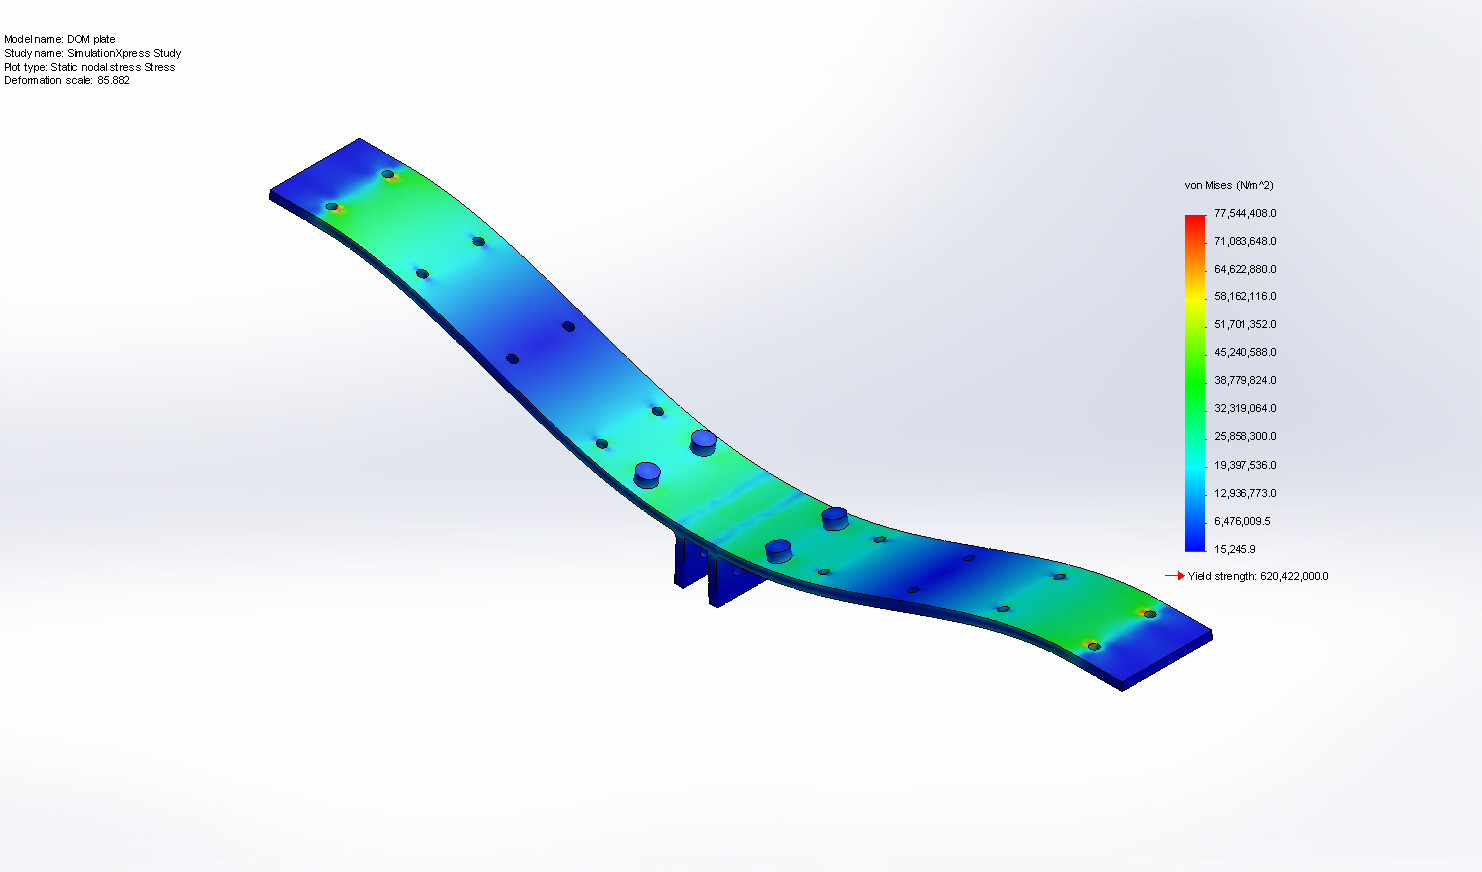 Model name: DOM plate
Study name: SimulationXpress Study
Plot type: Static nodal stress Stress
Deformation scale: 85.882
von Mises (N/m^2)
77,544,408.0
71,083,648.0
64,622,880.0
58,162,116.0
51,701,352.0
45,240,588.0
38,779,824.0
32,319,064.0
25,858,300.0
19,397,536.0
12,936,773.0
6,476,009.5
15,245.9
Yield strength: 620,422,000.0